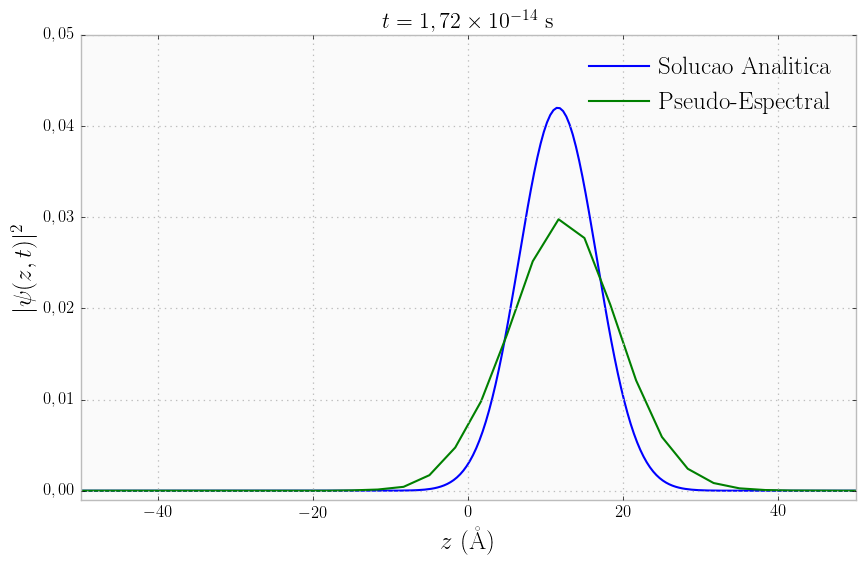 t = 1,72 × 10⁻¹⁴ s
0,05
0,04
0,03
0,02
0,01
0,00
|ψ(z, t)|²
Solucao Analitica
Pseudo-Espectral
−40
−20
0
20
40
z (Å)